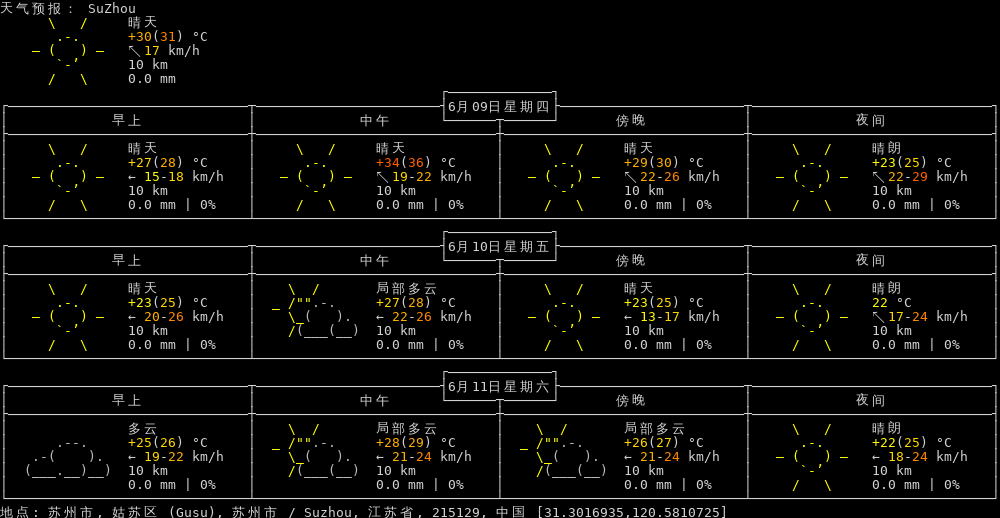 天气预报： SuZhou
晴天
+30(31) °C
↖ 17 km/h
10 km
0.0 mm
6月09日星期四
早上 中午 傍晚 夜间
晴天 晴天 晴天 晴朗
+27(28) °C +34(36) °C +29(30) °C +23(25) °C
← 15-18 km/h ↖ 19-22 km/h ↖ 22-26 km/h ↖ 22-29 km/h
10 km 10 km 10 km 10 km
0.0 mm | 0% 0.0 mm | 0% 0.0 mm | 0% 0.0 mm | 0%
6月10日星期五
早上 中午 傍晚 夜间
晴天 局部多云 晴天 晴朗
+23(25) °C +27(28) °C +23(25) °C 22 °C
← 20-26 km/h ← 22-26 km/h ← 13-17 km/h ↖ 17-24 km/h
10 km 10 km 10 km 10 km
0.0 mm | 0% 0.0 mm | 0% 0.0 mm | 0% 0.0 mm | 0%
6月11日星期六
早上 中午 傍晚 夜间
多云 局部多云 局部多云 晴朗
+25(26) °C +28(29) °C +26(27) °C +22(25) °C
← 19-22 km/h ← 21-24 km/h ← 21-24 km/h ← 18-24 km/h
10 km 10 km 10 km 10 km
0.0 mm | 0% 0.0 mm | 0% 0.0 mm | 0% 0.0 mm | 0%
地点: 苏州市, 姑苏区 (Gusu), 苏州市 / Suzhou, 江苏省, 215129, 中国 [31.3016935,120.5810725]